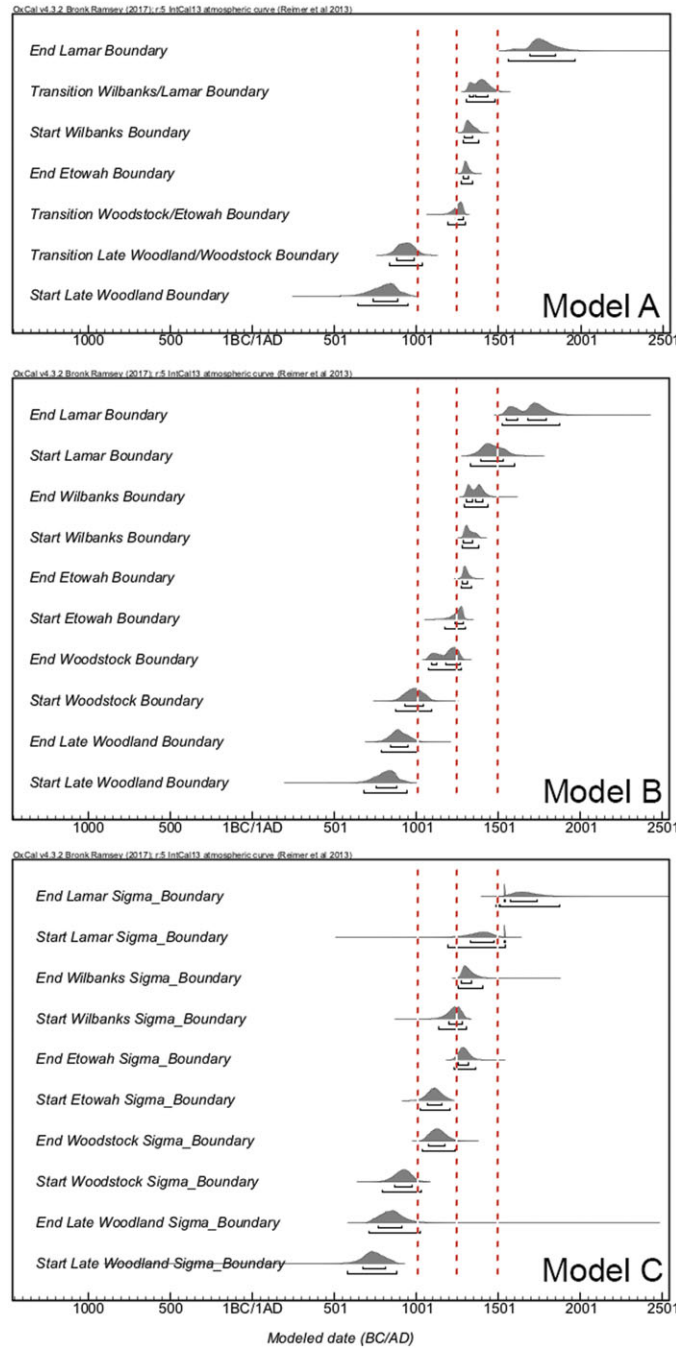 OxCal v4.3.2 Bronk Ramsey (2017); r:5 IntCal13 atmospheric curve (Reimer et al 2013)
End Lamar Boundary
Transition Wilbanks/Lamar Boundary
Start Wilbanks Boundary
End Etowah Boundary
Transition Woodstock/Etowah Boundary
Transition Late Woodland/Woodstock Boundary
Start Late Woodland Boundary
Model A
1000 500 1BC/1AD 501 1001 1501 2001 2501
OxCal v4.3.2 Bronk Ramsey (2017); r:5 IntCal13 atmospheric curve (Reimer et al 2013)
End Lamar Boundary
Start Lamar Boundary
End Wilbanks Boundary
Start Wilbanks Boundary
End Etowah Boundary
Start Etowah Boundary
End Woodstock Boundary
Start Woodstock Boundary
End Late Woodland Boundary
Start Late Woodland Boundary
Model B
1000 500 1BC/1AD 501 1001 1501 2001 2501
OxCal v4.3.2 Bronk Ramsey (2017); r:5 IntCal13 atmospheric curve (Reimer et al 2013)
End Lamar Sigma_Boundary
Start Lamar Sigma_Boundary
End Wilbanks Sigma_Boundary
Start Wilbanks Sigma_Boundary
End Etowah Sigma_Boundary
Start Etowah Sigma_Boundary
End Woodstock Sigma_Boundary
Start Woodstock Sigma_Boundary
End Late Woodland Sigma_Boundary
Start Late Woodland Sigma_Boundary
Model C
1000 500 1BC/1AD 501 1001 1501 2001 2501
Modeled date (BC/AD)